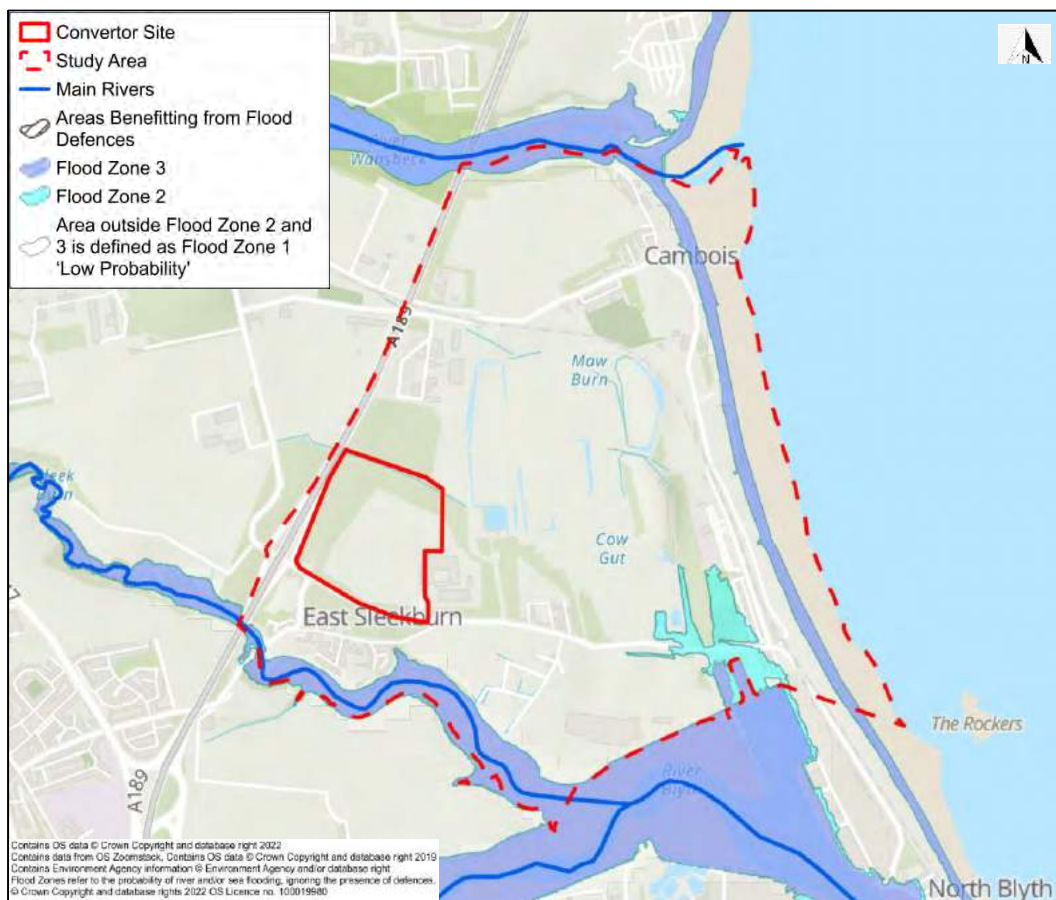 Convertor Site
Study Area
Main Rivers
Areas Benefitting from Flood
Defences
Flood Zone 3
Flood Zone 2
Area outside Flood Zone 2 and
3 is defined as Flood Zone 1
'Low Probability'
N
River
Wansbeck
Cambois
A189
Maw
Burn
Sleek
Burn
Cow
Gut
East Sleekburn
The Rockers
River
Blyth
A189
North Blyth
Contains OS data © Crown Copyright and database right 2022
Contains data from OS Zoomstack, Contains OS data © Crown Copyright and database right 2019
Contains Environment Agency information © Environment Agency and/or database right
Flood Zones refer to the probability of river and/or sea flooding, ignoring the presence of defences.
© Crown Copyright and database rights 2022 OS Licence no. 100019980